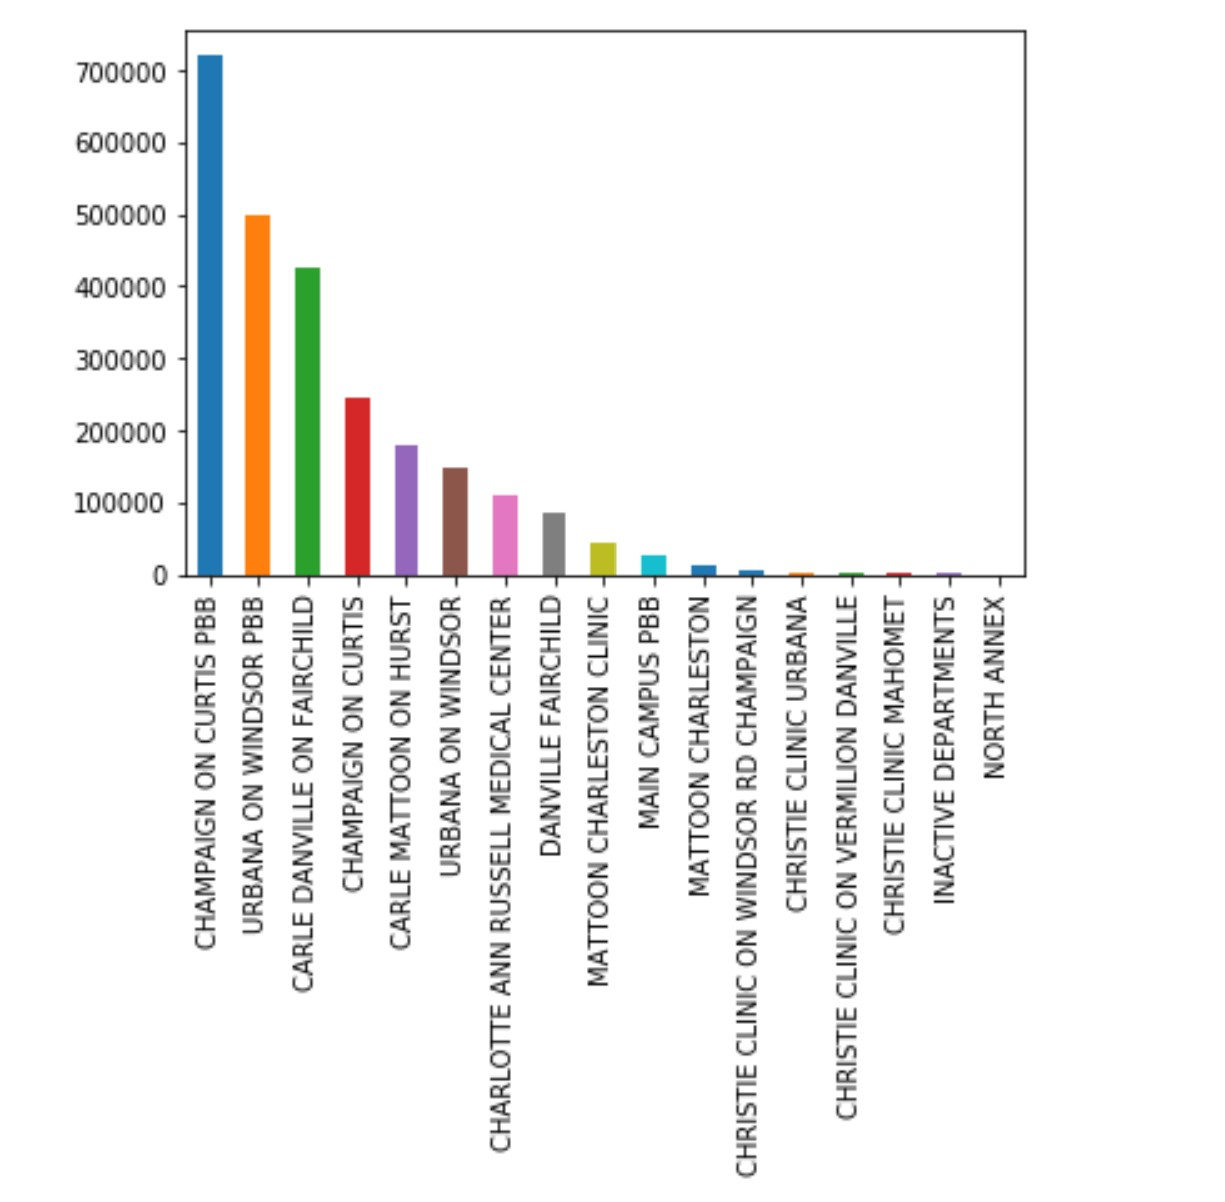 700000
600000
500000
400000
300000
200000
100000
0
CHAMPAIGN ON CURTIS PBB
URBANA ON WINDSOR PBB
CARLE DANVILLE ON FAIRCHILD
CHAMPAIGN ON CURTIS
CARLE MATTOON ON HURST
URBANA ON WINDSOR
CHARLOTTE ANN RUSSELL MEDICAL CENTER
DANVILLE FAIRCHILD
MATTOON CHARLESTON CLINIC
MAIN CAMPUS PBB
MATTOON CHARLESTON
CHRISTIE CLINIC ON WINDSOR RD CHAMPAIGN
CHRISTIE CLINIC URBANA
CHRISTIE CLINIC ON VERMILION DANVILLE
CHRISTIE CLINIC MAHOMET
INACTIVE DEPARTMENTS
NORTH ANNEX